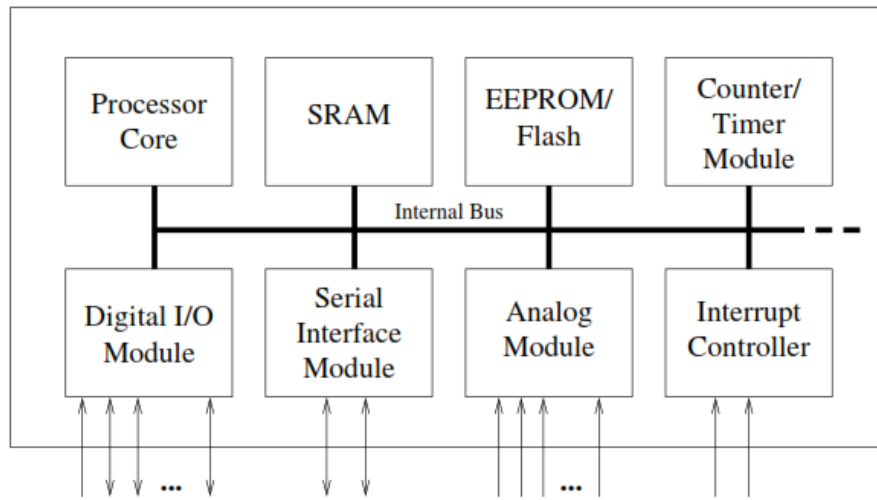 Processor
Core
SRAM
EEPROM/
Flash
Counter/
Timer
Module
Internal Bus
Digital I/O
Module
Serial
Interface
Module
Analog
Module
Interrupt
Controller
...
...